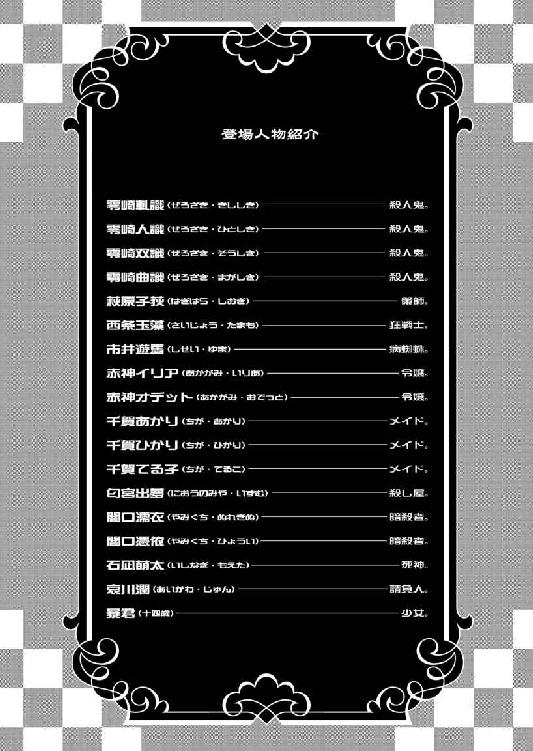 登場人物紹介
零崎軋識(ぜろざき・きししき)――殺人鬼。
零崎人識(ぜろざき・ひとしき)――殺人鬼。
零崎双識(ぜろざき・そうしき)――殺人鬼。
零崎曲識(ぜろざき・まがしき)――殺人鬼。
萩原子荻(はぎはら・しおぎ)――策師。
西条玉藻(さいじょう・たまも)――狂戦士。
市井遊馬(しせい・ゆま)――病蜘蛛。
赤神イリア(あかがみ・いりあ)――令嬢。
赤神オデット(あかがみ・おでっと)――令嬢。
千賀あかり(ちが・あかり)――メイド。
千賀ひかり(ちが・ひかり)――メイド。
千賀てる子(ちが・てるこ)――メイド。
匂宮出夢(におうのみや・いずむ)――殺し屋。
闇口濡衣(やみくち・ぬれぎぬ)――暗殺者。
闇口憑依(やみくち・ひょうい)――暗殺者。
石凪萌太(いしなぎ・もえた)――死神。
哀川潤(あいかわ・じゅん)――請負人。
暴君(十四歳)――少女。